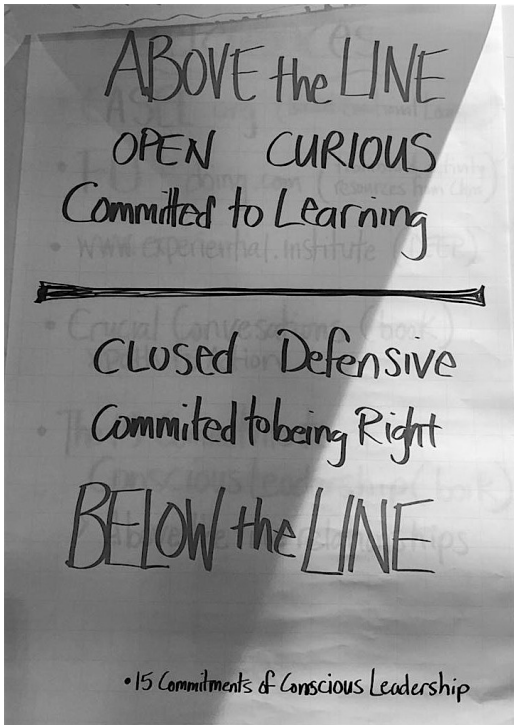 ABOVE the LINE
OPEN CURIOUS
Committed to Learning
CLOSED Defensive
Commited to being Right
BELOW the LINE
• 15 Commitments of Conscious Leadership